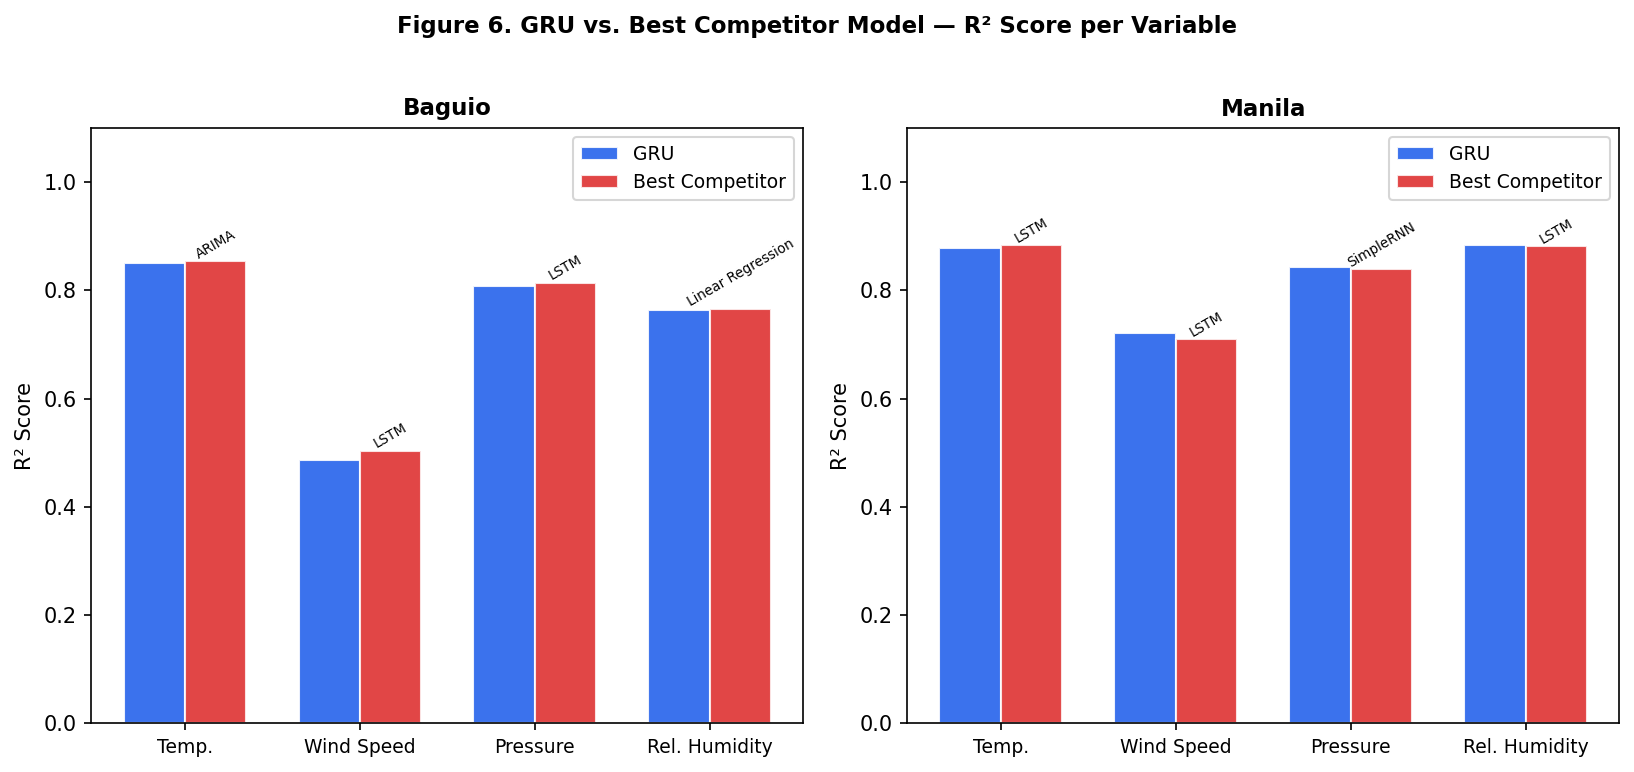 Figure 6. GRU vs. Best Competitor Model — R² Score per Variable
Baguio
GRU
Best Competitor
R² Score
1.0
0.8
0.6
0.4
0.2
0.0
ARIMA
LSTM
LSTM
Linear Regression
Temp.
Wind Speed
Pressure
Rel. Humidity
Manila
GRU
Best Competitor
R² Score
1.0
0.8
0.6
0.4
0.2
0.0
LSTM
LSTM
SimpleRNN
LSTM
Temp.
Wind Speed
Pressure
Rel. Humidity